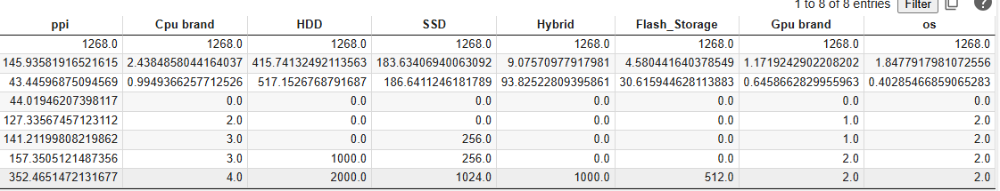 1 to 8 of 8 entries Filter
ppi Cpu brand HDD SSD Hybrid Flash_Storage Gpu brand os
1268.0 1268.0 1268.0 1268.0 1268.0 1268.0 1268.0 1268.0
145.93581916521615 2.4384858044164037 415.74132492113563 183.63406940063092 9.07570977917981 4.580441640378549 1.1719242902208202 1.8477917981072556
43.44596875094569 0.9949366257712526 517.1526768791687 186.6411246181789 93.82522809395861 30.615944628113883 0.6458662829955963 0.40285466859065283
44.01946207398117 0.0 0.0 0.0 0.0 0.0 0.0 0.0
127.33567457123112 2.0 0.0 0.0 0.0 0.0 1.0 2.0
141.21199808219862 3.0 0.0 256.0 0.0 0.0 1.0 2.0
157.3505121487356 3.0 1000.0 256.0 0.0 0.0 2.0 2.0
352.4651472131677 4.0 2000.0 1024.0 1000.0 512.0 2.0 2.0